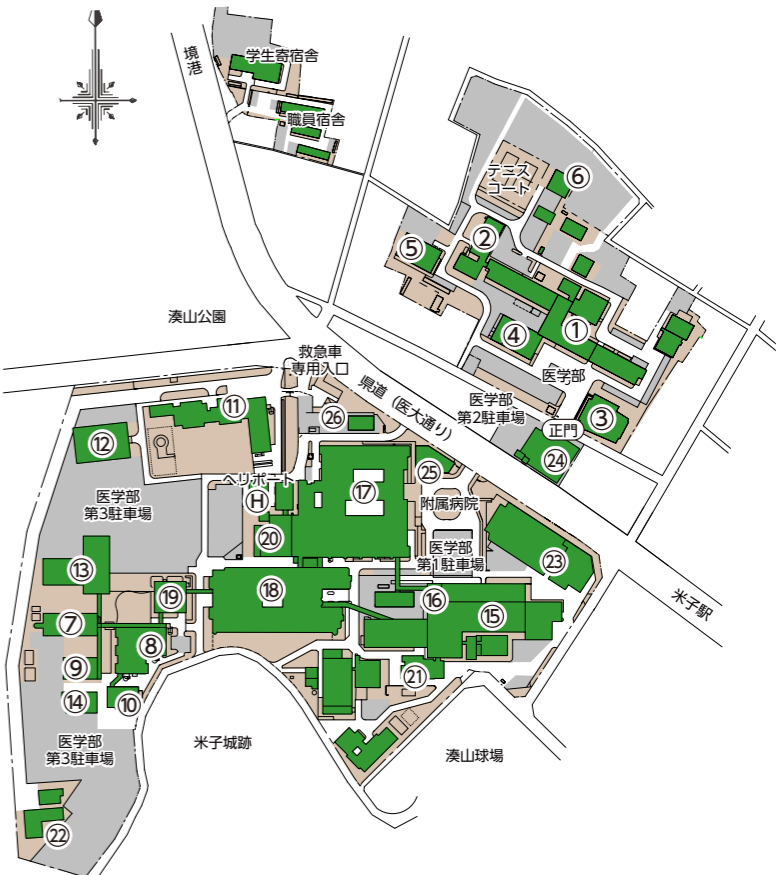 学生寄宿舎
境港
職員宿舎
テニス
コート
⑥
②
⑤
①
④
湊山公園
救急車
専用入口
医学部
県道（医大通り）
医学部
第2駐車場
⑪
㉖
③
正門
⑫
㉔
ヘリポート
㉕
Ⓗ
⑰
附属病院
医学部
第3駐車場
⑳
医学部
第1駐車場
㉓
⑬
⑲
⑱
⑯
⑮
米子駅
⑦
⑧
⑨
㉑
⑭
⑩
医学部
第3駐車場
米子城跡
湊山球場
㉒